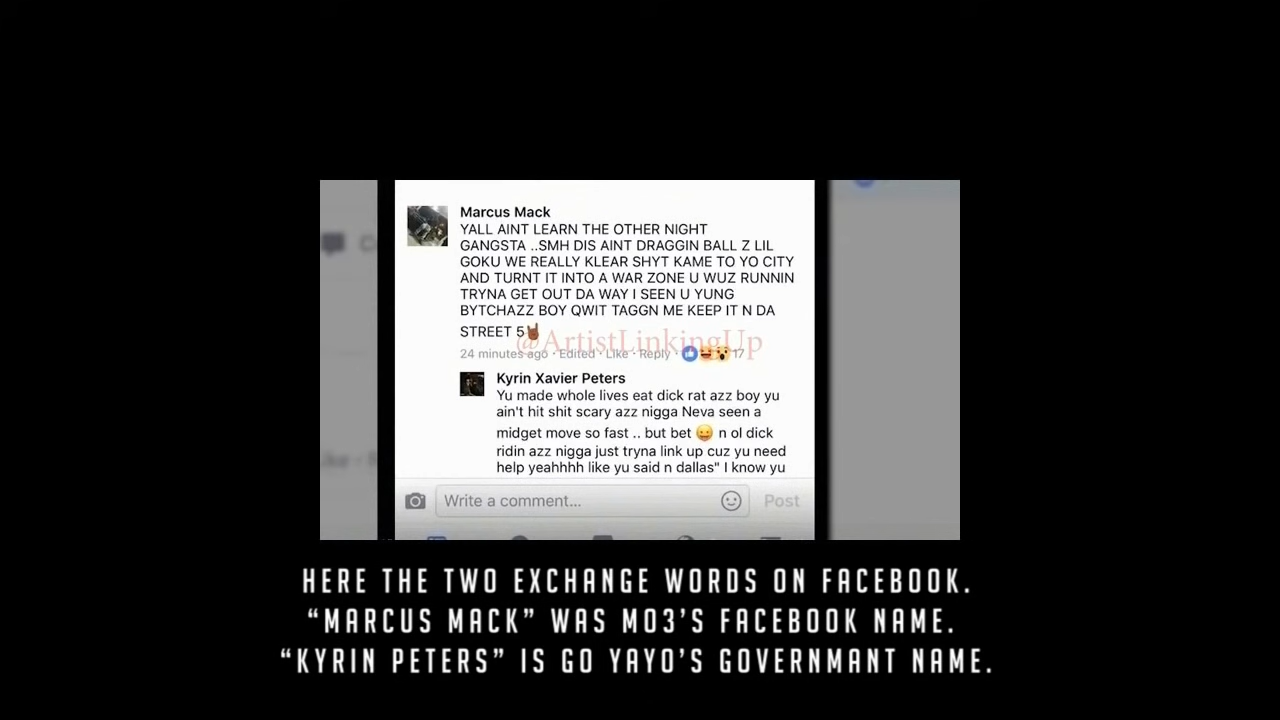 Marcus Mack
YALL AINT LEARN THE OTHER NIGHT
GANGSTA ..SMH DIS AINT DRAGGIN BALL Z LIL
GOKU WE REALLY KLEAR SHYT KAME TO YO CITY
AND TURNT IT INTO A WAR ZONE U WUZ RUNNIN
TRYNA GET OUT DA WAY I SEEN U YUNG
BYTCHAZZ BOY QWIT TAGGN ME KEEP IT N DA
STREET 5🤘🏾
@ArtistLinkingUp
24 minutes ago · Edited · Like · Reply · 17
Kyrin Xavier Peters
Yu made whole lives eat dick rat azz boy yu
ain't hit shit scary azz nigga Neva seen a
midget move so fast .. but bet 😛 n ol dick
ridin azz nigga just tryna link up cuz yu need
help yeahhhh like yu said n dallas" I know yu
Write a comment... Post
HERE THE TWO EXCHANGE WORDS ON FACEBOOK.
“MARCUS MACK” WAS MO3’S FACEBOOK NAME.
“KYRIN PETERS” IS GO YAYO’S GOVERNMANT NAME.